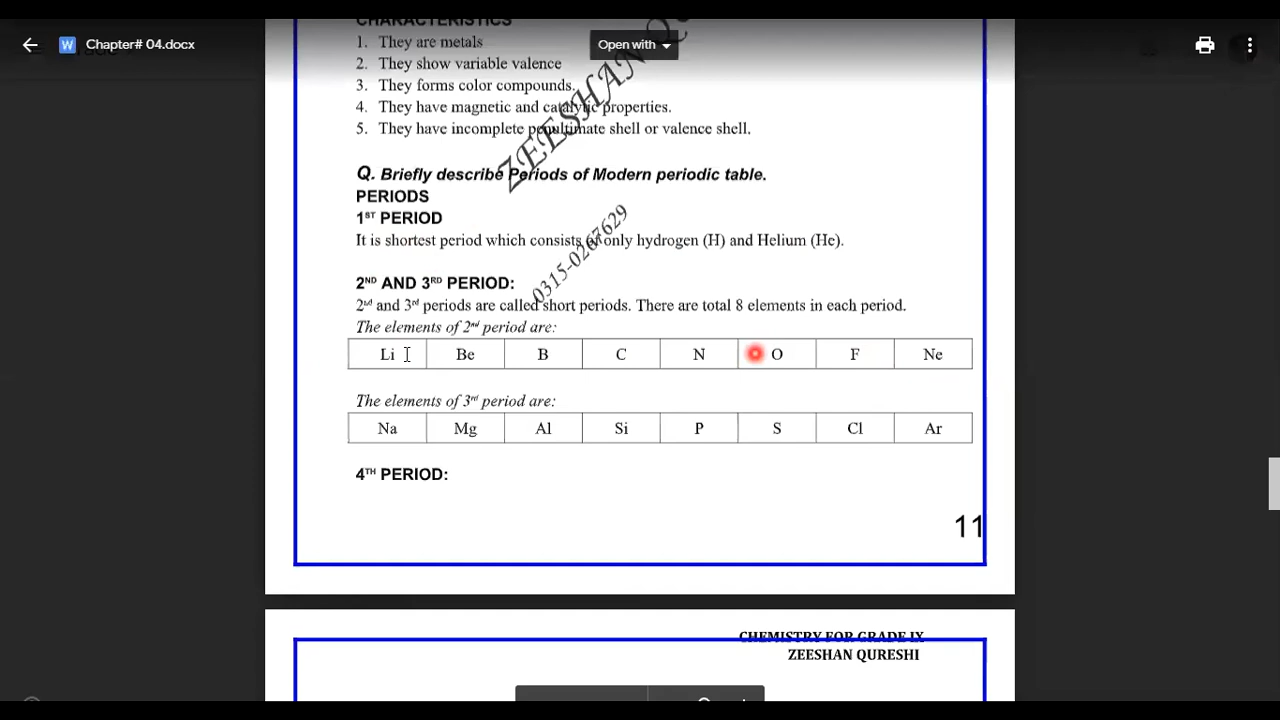 CHARACTERISTICS
Chapter# 04.docx
Open with
1. They are metals
2. They show variable valence
3. They forms color compounds.
4. They have magnetic and catalytic properties.
5. They have incomplete penultimate shell or valence shell.
ZEESHAN
Q. Briefly describe Periods of Modern periodic table.
PERIODS
1ST PERIOD
It is shortest period which consists of only hydrogen (H) and Helium (He).
0315-0267629
2ND AND 3RD PERIOD:
2nd and 3rd periods are called short periods. There are total 8 elements in each period.
The elements of 2nd period are:
Li Be B C N O F Ne
The elements of 3rd period are:
Na Mg Al Si P S Cl Ar
4TH PERIOD:
11
CHEMISTRY FOR GRADE IX
ZEESHAN QURESHI